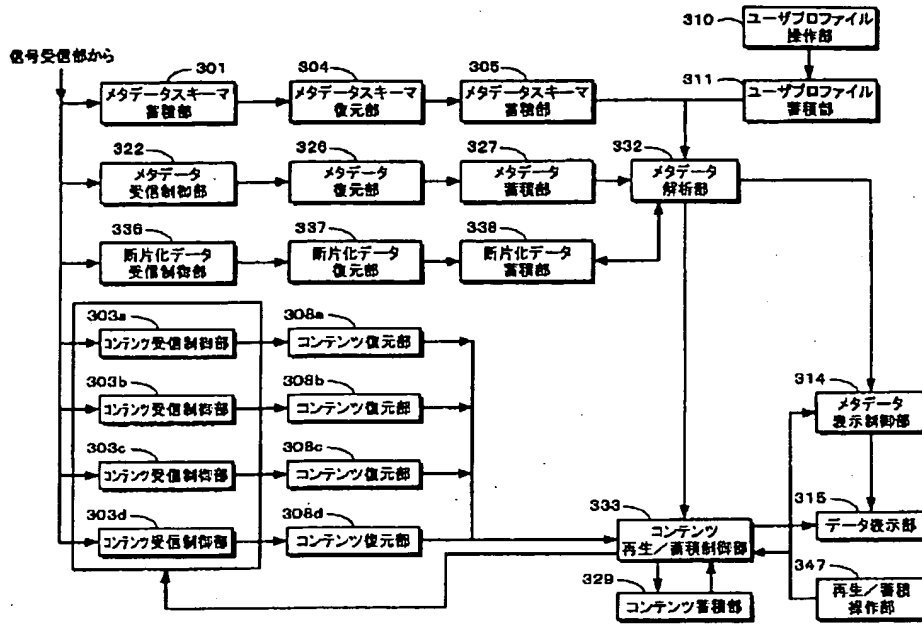 310
ユーザプロファイル
操作部
信号受信部から
301
メタデータスキーマ
蓄積部
304
メタデータスキーマ
復元部
305
メタデータスキーマ
蓄積部
311
ユーザプロファイル
蓄積部
322
メタデータ
受信制御部
326
メタデータ
復元部
327
メタデータ
蓄積部
332
メタデータ
解析部
336
断片化データ
受信制御部
337
断片化データ
復元部
338
断片化データ
蓄積部
303a
コンテンツ受信制御部
308a
コンテンツ復元部
303b
コンテンツ受信制御部
308b
コンテンツ復元部
303c
コンテンツ受信制御部
308c
コンテンツ復元部
303d
コンテンツ受信制御部
308d
コンテンツ復元部
314
メタデータ
表示制御部
333
コンテンツ
再生/蓄積制御部
315
データ表示部
329
コンテンツ蓄積部
347
再生/蓄積
操作部